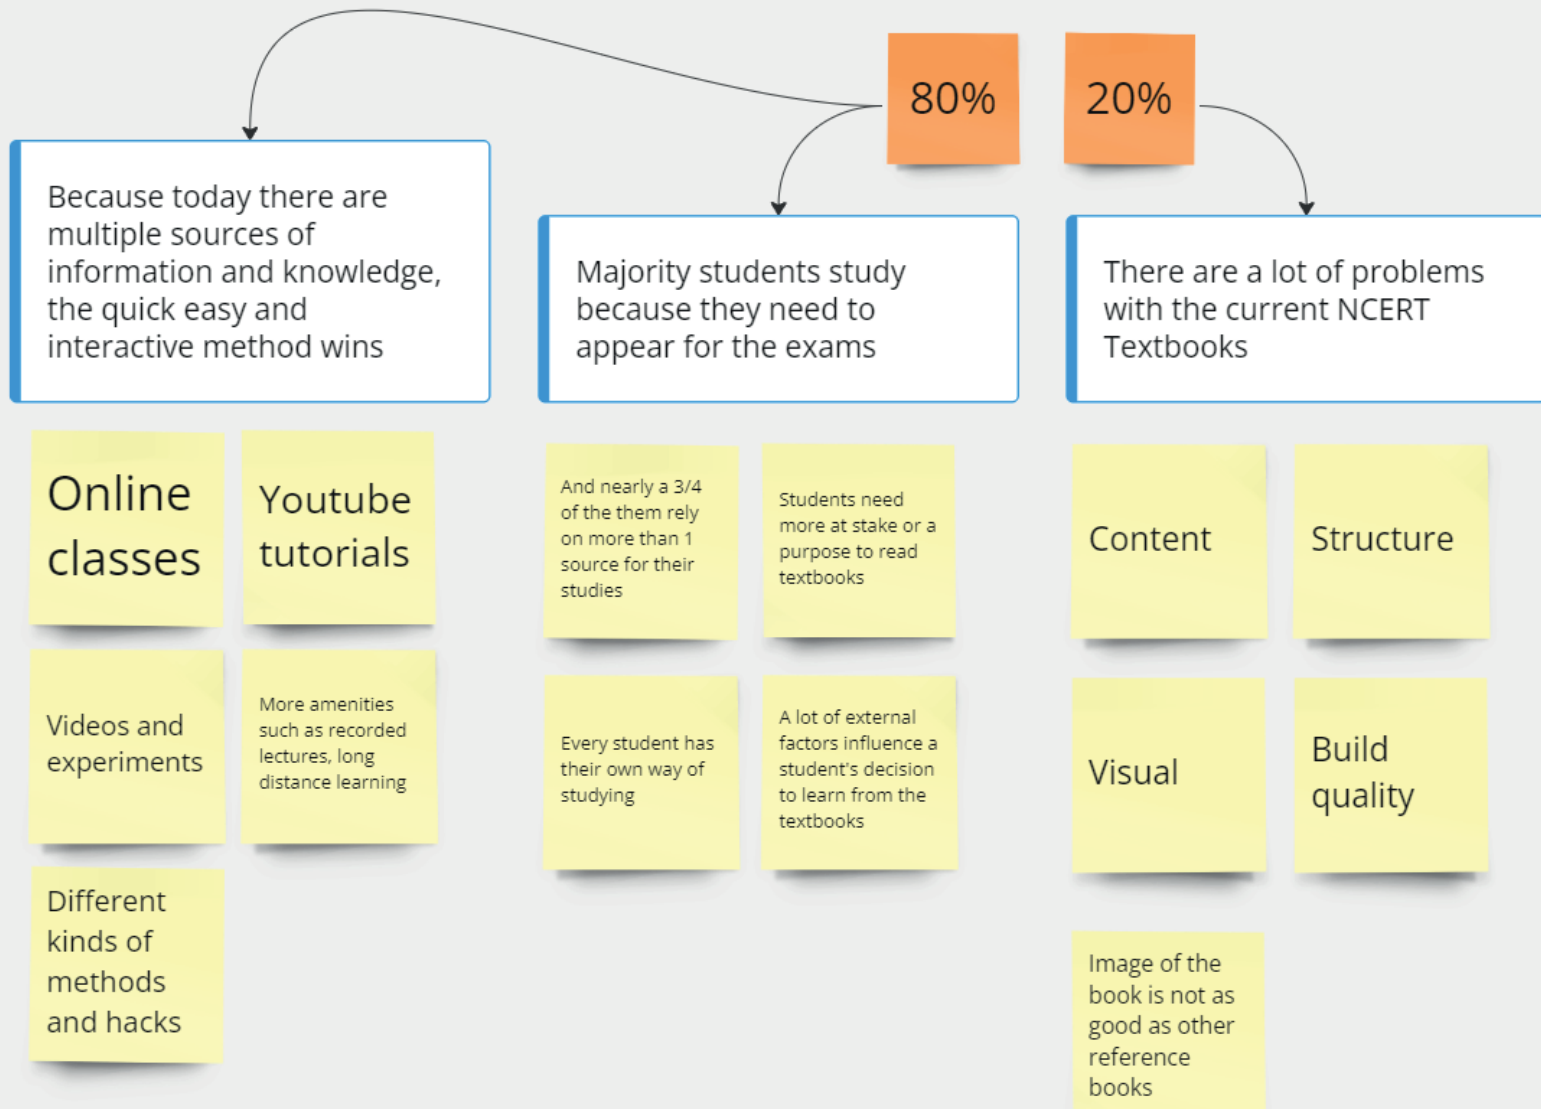 80%
20%
Because today there are
multiple sources of
information and knowledge,
the quick easy and
interactive method wins
Majority students study
because they need to
appear for the exams
There are a lot of problems
with the current NCERT
Textbooks
Online
classes
Youtube
tutorials
Videos and
experiments
More amenities
such as recorded
lectures, long
distance learning
Different
kinds of
methods
and hacks
And nearly a 3/4
of the them rely
on more than 1
source for their
studies
Students need
more at stake or a
purpose to read
textbooks
Every student has
their own way of
studying
A lot of external
factors influence a
student's decision
to learn from the
textbooks
Content
Structure
Visual
Build
quality
Image of the
book is not as
good as other
reference
books